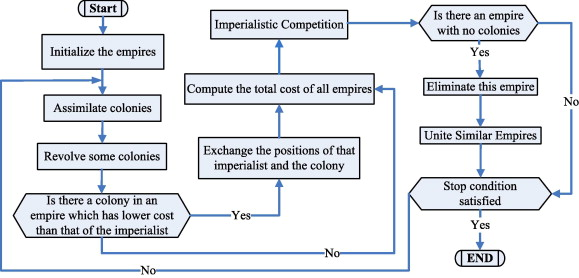 Start
Initialize the empires
Assimilate colonies
Revolve some colonies
Is there a colony in an
empire which has lower cost
than that of the imperialist
Yes
No
Exchange the positions of that
imperialist and the colony
Compute the total cost of all empires
Imperialistic Competition
Is there an empire
with no colonies
Yes
No
Eliminate this empire
Unite Similar Empires
Stop condition
satisfied
Yes
No
END